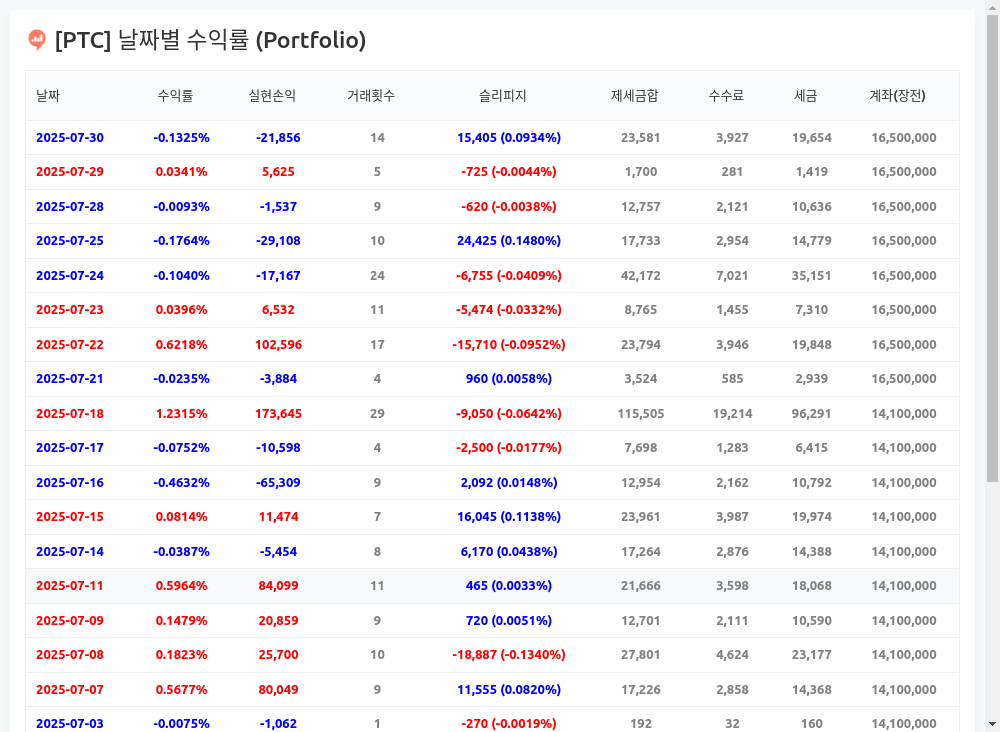 [PTC] 날짜별 수익률 (Portfolio)
날짜 수익률 실현손익 거래횟수 슬리피지 제세금합 수수료 세금 계좌(장전)
2025-07-30 -0.1325% -21,856 14 15,405 (0.0934%) 23,581 3,927 19,654 16,500,000
2025-07-29 0.0341% 5,625 5 -725 (-0.0044%) 1,700 281 1,419 16,500,000
2025-07-28 -0.0093% -1,537 9 -620 (-0.0038%) 12,757 2,121 10,636 16,500,000
2025-07-25 -0.1764% -29,108 10 24,425 (0.1480%) 17,733 2,954 14,779 16,500,000
2025-07-24 -0.1040% -17,167 24 -6,755 (-0.0409%) 42,172 7,021 35,151 16,500,000
2025-07-23 0.0396% 6,532 11 -5,474 (-0.0332%) 8,765 1,455 7,310 16,500,000
2025-07-22 0.6218% 102,596 17 -15,710 (-0.0952%) 23,794 3,946 19,848 16,500,000
2025-07-21 -0.0235% -3,884 4 960 (0.0058%) 3,524 585 2,939 16,500,000
2025-07-18 1.2315% 173,645 29 -9,050 (-0.0642%) 115,505 19,214 96,291 14,100,000
2025-07-17 -0.0752% -10,598 4 -2,500 (-0.0177%) 7,698 1,283 6,415 14,100,000
2025-07-16 -0.4632% -65,309 9 2,092 (0.0148%) 12,954 2,162 10,792 14,100,000
2025-07-15 0.0814% 11,474 7 16,045 (0.1138%) 23,961 3,987 19,974 14,100,000
2025-07-14 -0.0387% -5,454 8 6,170 (0.0438%) 17,264 2,876 14,388 14,100,000
2025-07-11 0.5964% 84,099 11 465 (0.0033%) 21,666 3,598 18,068 14,100,000
2025-07-09 0.1479% 20,859 9 720 (0.0051%) 12,701 2,111 10,590 14,100,000
2025-07-08 0.1823% 25,700 10 -18,887 (-0.1340%) 27,801 4,624 23,177 14,100,000
2025-07-07 0.5677% 80,049 9 11,555 (0.0820%) 17,226 2,858 14,368 14,100,000
2025-07-03 -0.0075% -1,062 1 -270 (-0.0019%) 192 32 160 14,100,000